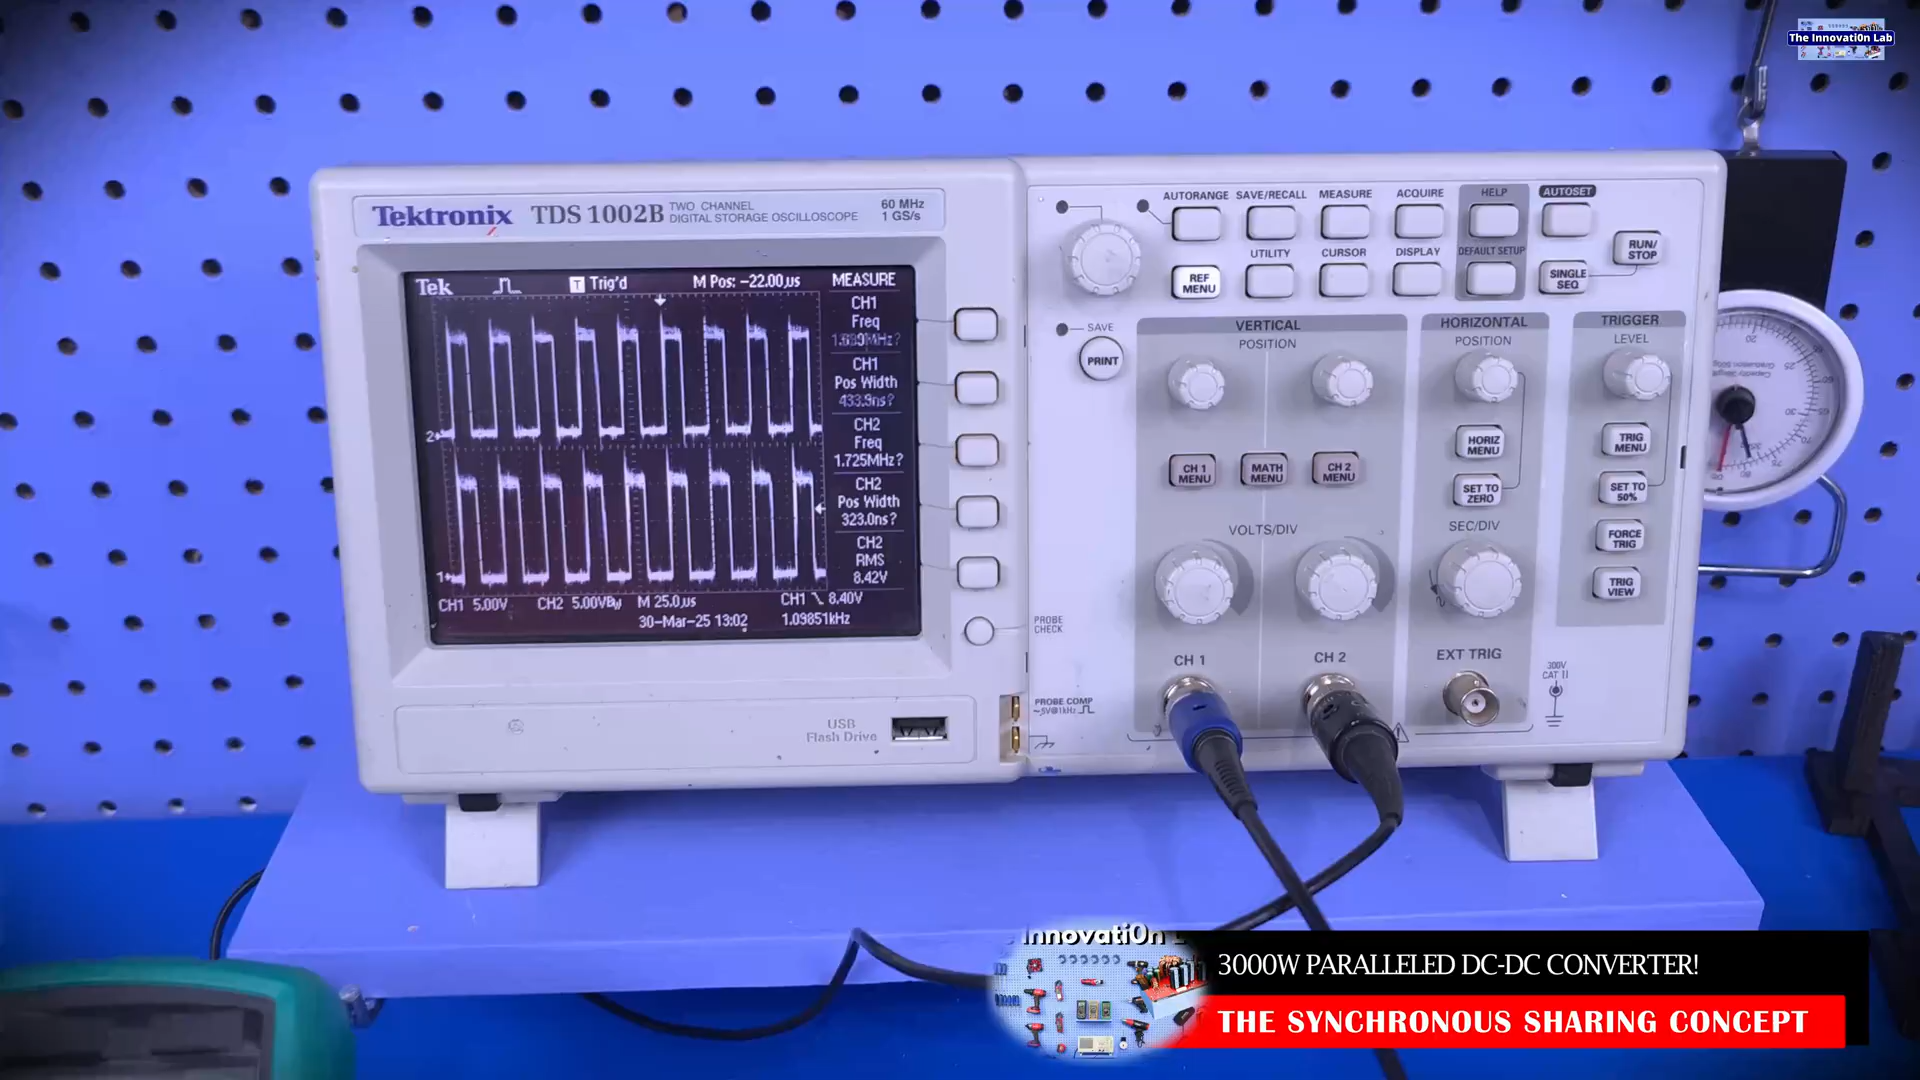 The Innovati0n Lab
Tektronix TDS 1002B TWO CHANNEL DIGITAL STORAGE OSCILLOSCOPE
60 MHz
1 GS/s
Tek T Trig'd M Pos: -22.00µs MEASURE
CH1
Freq
CH1
Pos Width
433.9ns?
CH2
Freq
1.725MHz?
CH2
Pos Width
323.0ns?
CH2
RMS
8.42V
2
1
CH1 5.00V CH2 5.00VBW M 25.0µs CH1 8.40V
30-Mar-25 13:02 1.09851kHz
AUTORANGE SAVE/RECALL MEASURE ACQUIRE HELP AUTOSET
REF MENU UTILITY CURSOR DISPLAY DEFAULT SETUP SINGLE SEQ RUN/STOP
SAVE
PRINT
VERTICAL
POSITION
CH 1 MENU
MATH MENU
CH 2 MENU
VOLTS/DIV
CH 1
CH 2
HORIZONTAL
POSITION
HORIZ MENU
SET TO ZERO
SEC/DIV
EXT TRIG
TRIGGER
LEVEL
TRIG MENU
SET TO 50%
FORCE TRIG
TRIG VIEW
300V
CAT II
PROBE CHECK
PROBE COMP
~5V@1kHz
USB
Flash Drive
Innovati0n
3000W PARALLELED DC-DC CONVERTER!
THE SYNCHRONOUS SHARING CONCEPT